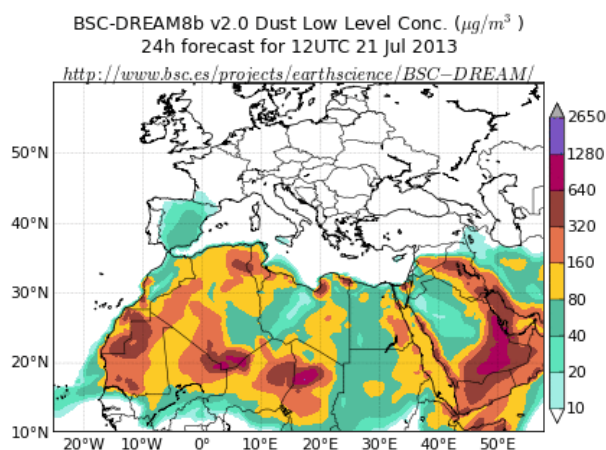 BSC-DREAM8b v2.0 Dust Low Level Conc. (μg/m³ )
24h forecast for 12UTC 21 Jul 2013
http://www.bsc.es/projects/earthscience/BSC−DREAM/
2650
1280
640
320
160
80
40
20
10
50°N
40°N
30°N
20°N
10°N
20°W 10°W 0° 10°E 20°E 30°E 40°E 50°E